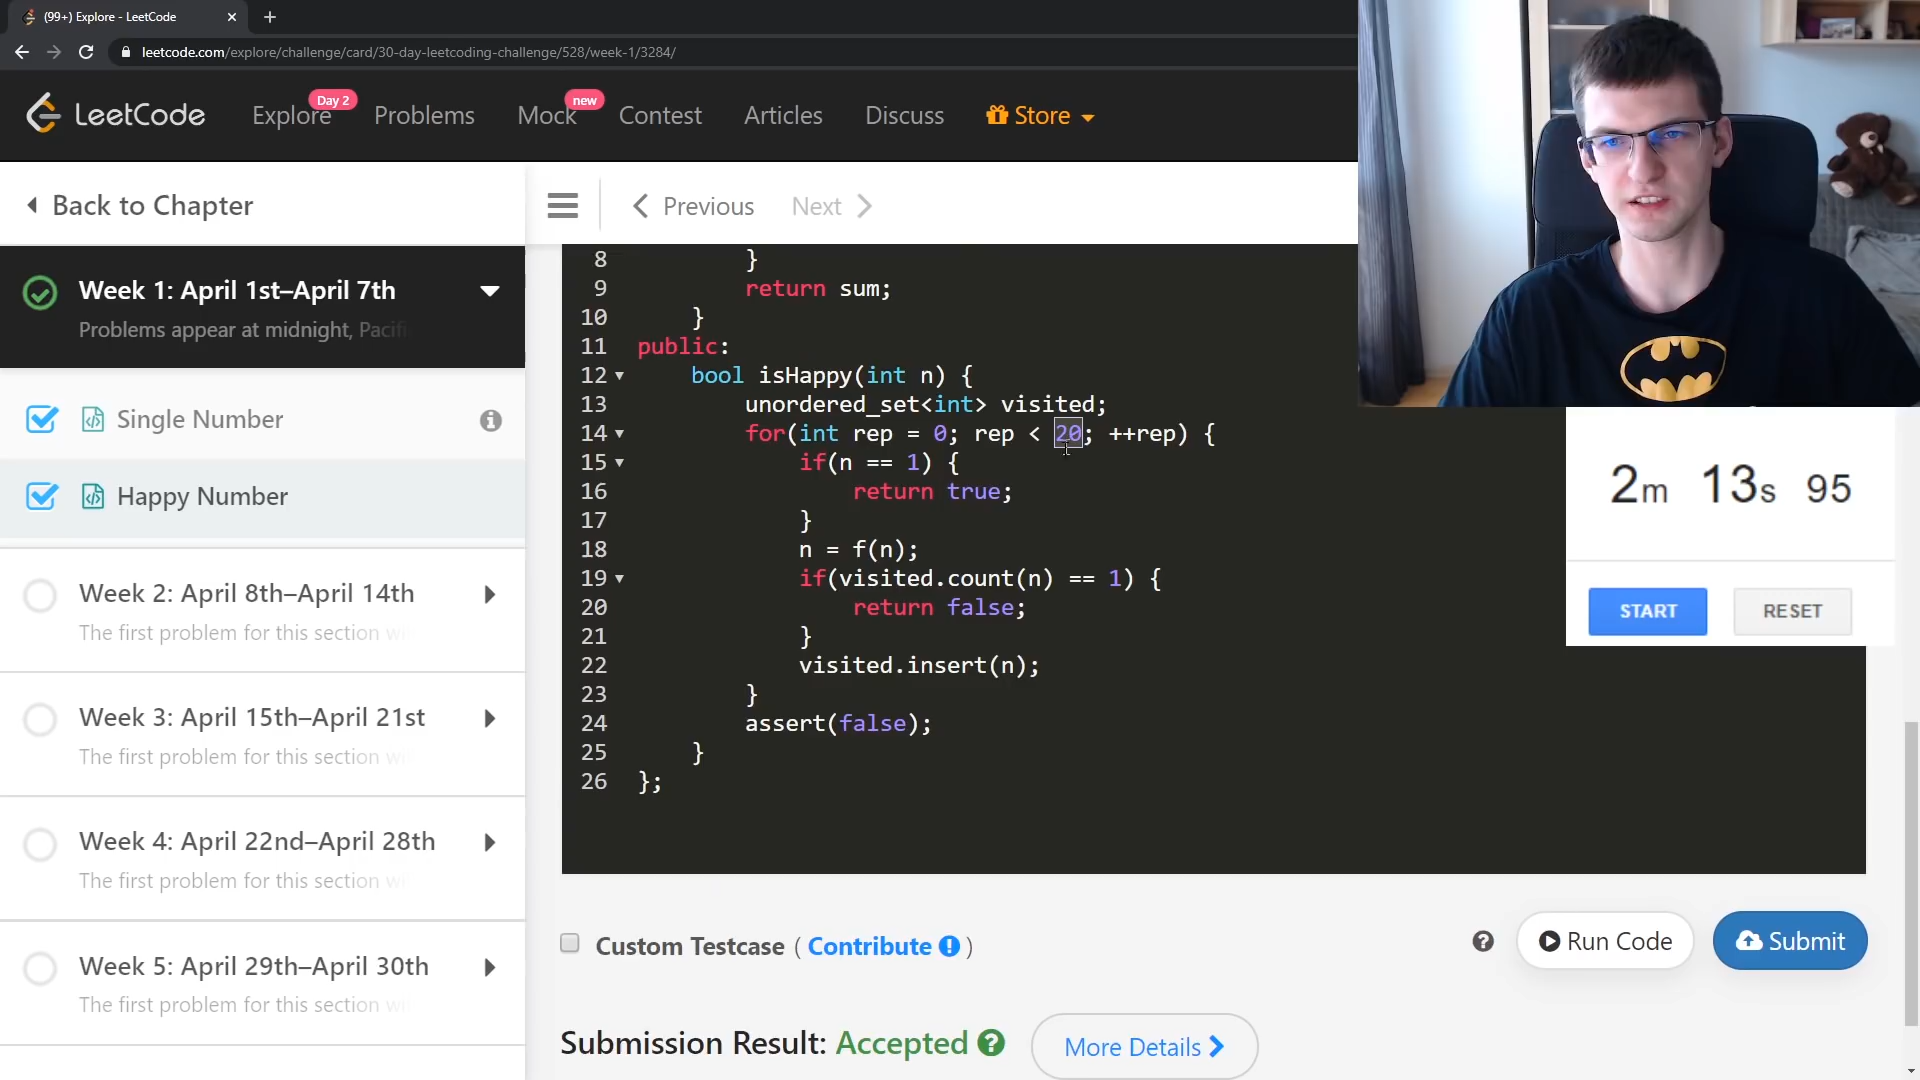 (99+) Explore - LeetCode
leetcode.com/explore/challenge/card/30-day-leetcoding-challenge/528/week-1/3284/
LeetCode
Explore
Day 2
Problems
Mock
new
Contest
Articles
Discuss
Store
Back to Chapter
Previous
Next
Week 1: April 1st–April 7th
Problems appear at midnight, Pacifi
Single Number
Happy Number
Week 2: April 8th–April 14th
The first problem for this section wi
Week 3: April 15th–April 21st
The first problem for this section wi
Week 4: April 22nd–April 28th
The first problem for this section wi
Week 5: April 29th–April 30th
The first problem for this section wi
8 }
9 return sum;
10 }
11 public:
12 bool isHappy(int n) {
13 unordered_set<int> visited;
14 for(int rep = 0; rep < 20; ++rep) {
15 if(n == 1) {
16 return true;
17 }
18 n = f(n);
19 if(visited.count(n) == 1) {
20 return false;
21 }
22 visited.insert(n);
23 }
24 assert(false);
25 }
26 };
2m 13s 95
START
RESET
Custom Testcase ( Contribute )
Run Code
Submit
Submission Result: Accepted
More Details